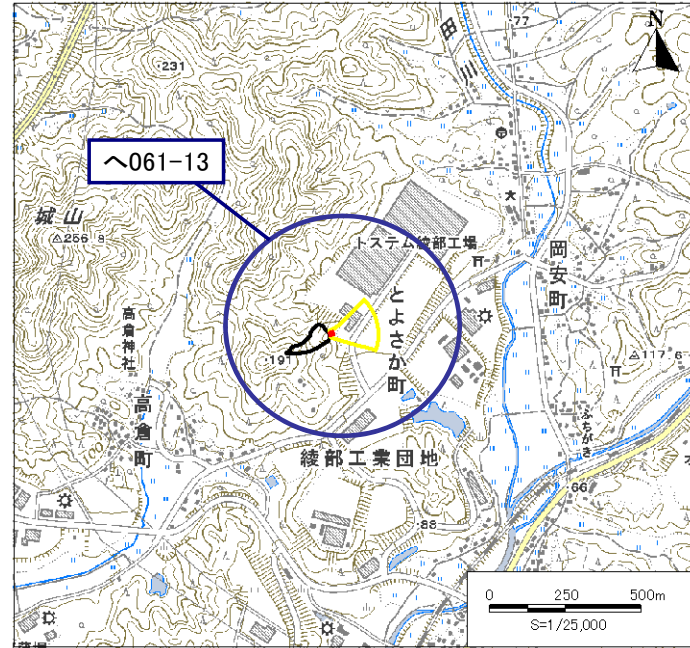 77
N
田川
・231
へ061-13
城山
△256.8
トステム綾部工場
岡安町
とよさか町
高倉神社
・191
△117.6
高倉町
ふちがき
綾部工業団地
66
・88
0 250 500m
S=1/25,000